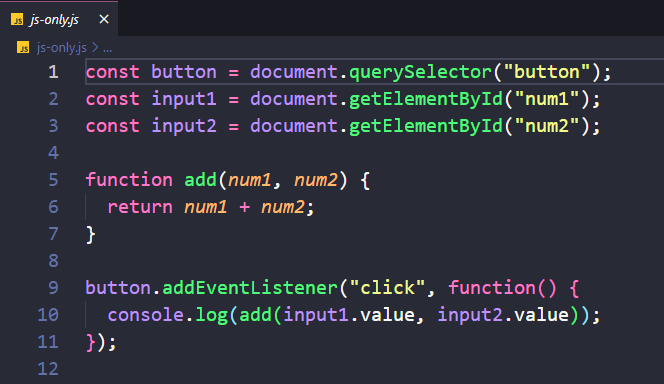 JS js-only.js ×
JS js-only.js > ...
1 const button = document.querySelector("button");
2 const input1 = document.getElementById("num1");
3 const input2 = document.getElementById("num2");
4
5 function add(num1, num2) {
6   return num1 + num2;
7 }
8
9 button.addEventListener("click", function() {
10   console.log(add(input1.value, input2.value));
11 });
12